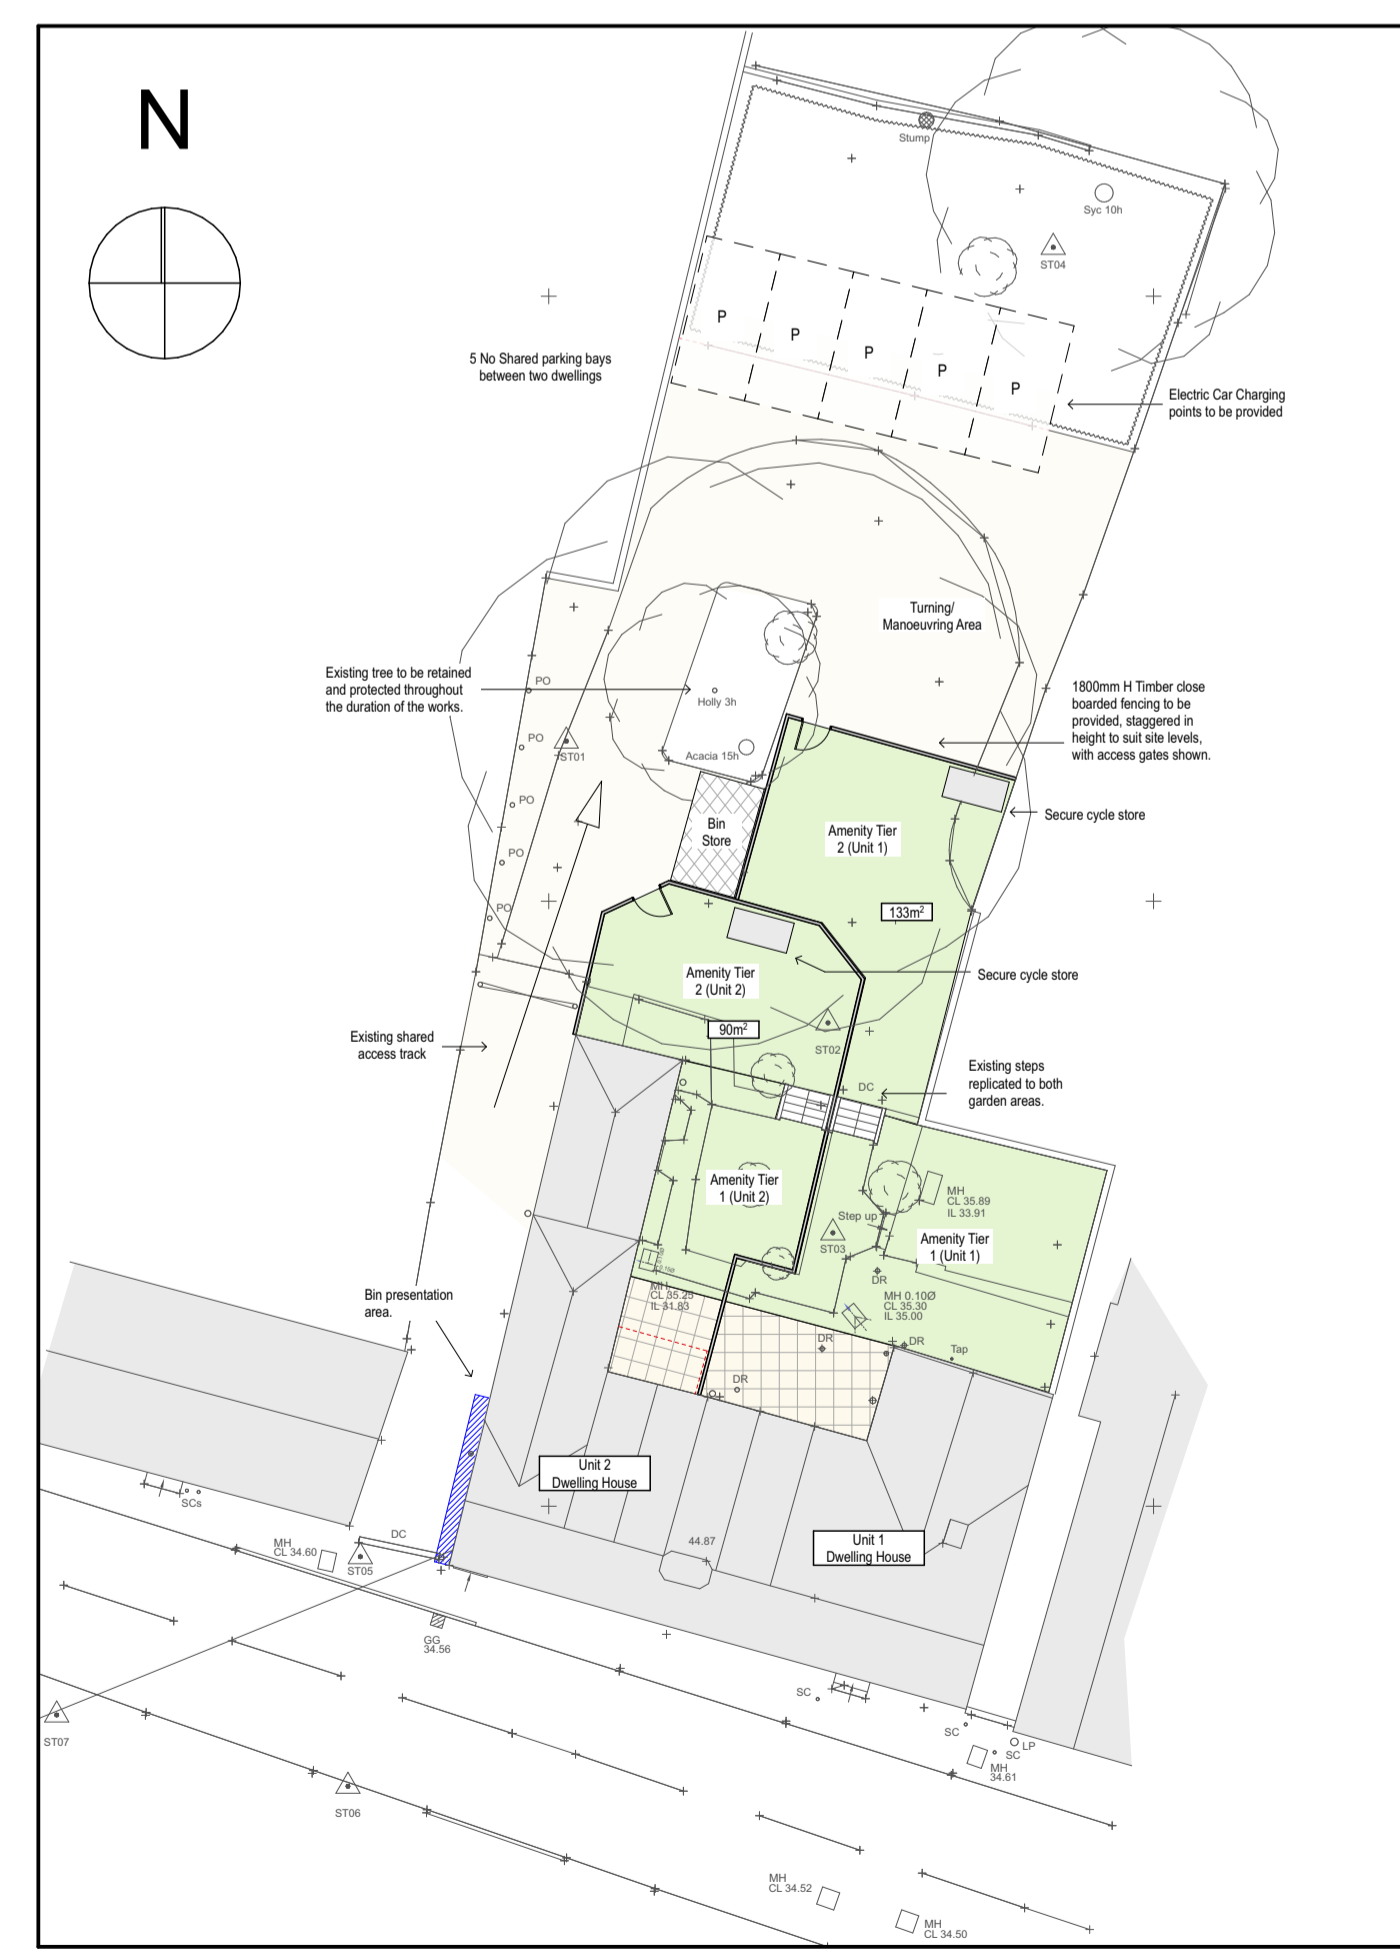 N
Stump
Syc 10h
ST04
P
P
P
P
P
5 No Shared parking bays
between two dwellings
Electric Car Charging
points to be provided
Turning/
Manoeuvring Area
Existing tree to be retained
and protected throughout
the duration of the works.
PO
Holly 3h
1800mm H Timber close
boarded fencing to be
provided, staggered in
height to suit site levels,
with access gates shown.
PO
ST01
Acacia 15h
PO
Bin
Store
Amenity Tier
2 (Unit 1)
Secure cycle store
PO
PO
133m²
Amenity Tier
2 (Unit 2)
Secure cycle store
90m²
ST02
Existing shared
access track
DC
Existing steps
replicated to both
garden areas.
Amenity Tier
1 (Unit 2)
MH
CL 35.89
IL 33.91
Step up
ST03
Amenity Tier
1 (Unit 1)
DR
MH
CL 35.25
IL 31.83
MH 0.10Ø
CL 35.30
IL 35.00
Bin presentation
area.
DR
DR
Tap
DR
Unit 2
Dwelling House
SCs
44.87
Unit 1
Dwelling House
DC
MH
CL 34.60
ST05
GG
34.56
SC
SC
LP
SC
MH
34.61
ST07
ST06
MH
CL 34.52
MH
CL 34.50